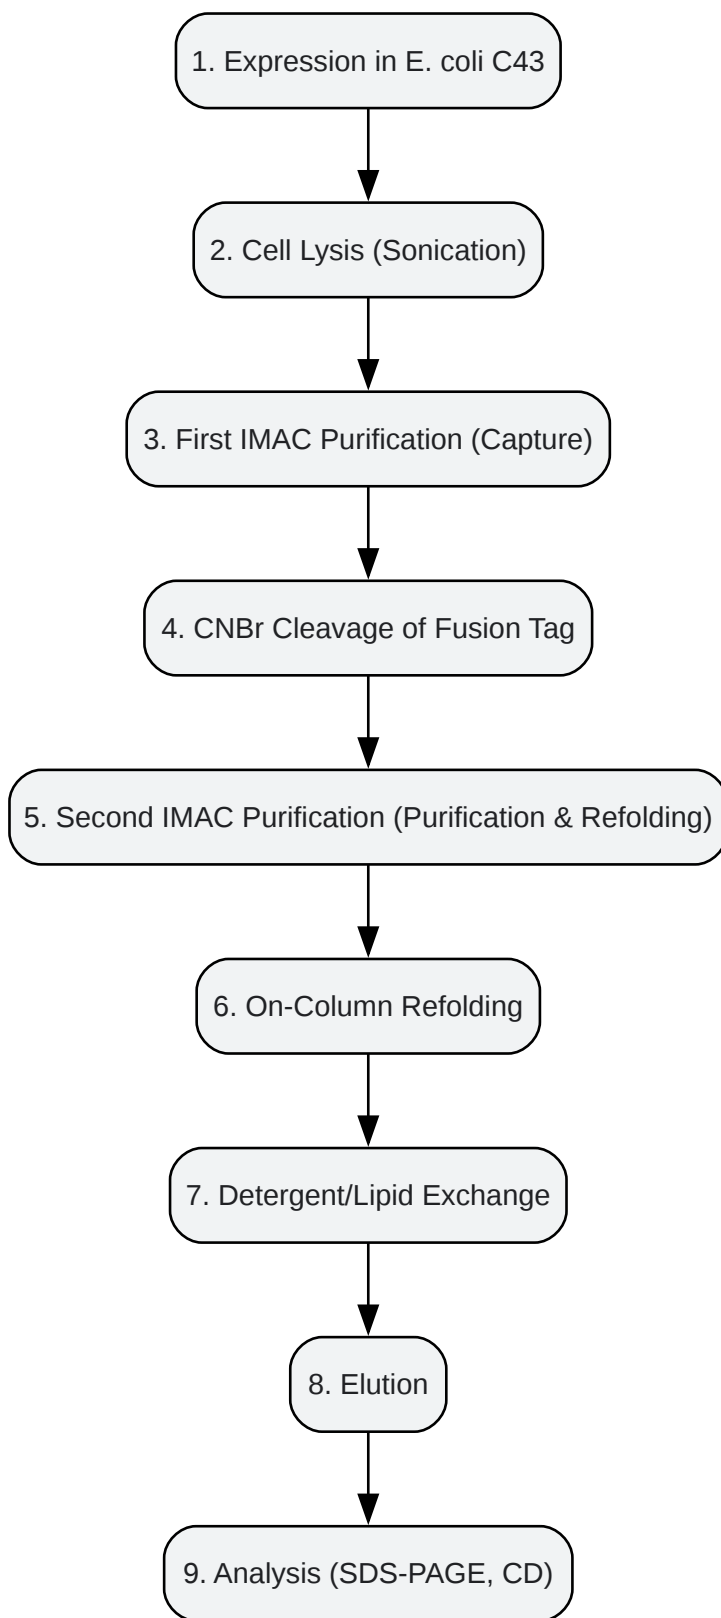 1. Expression in E. coli C43
2. Cell Lysis (Sonication)
3. First IMAC Purification (Capture)
4. CNBr Cleavage of Fusion Tag
5. Second IMAC Purification (Purification & Refolding)
6. On-Column Refolding
7. Detergent/Lipid Exchange
8. Elution
9. Analysis (SDS-PAGE, CD)